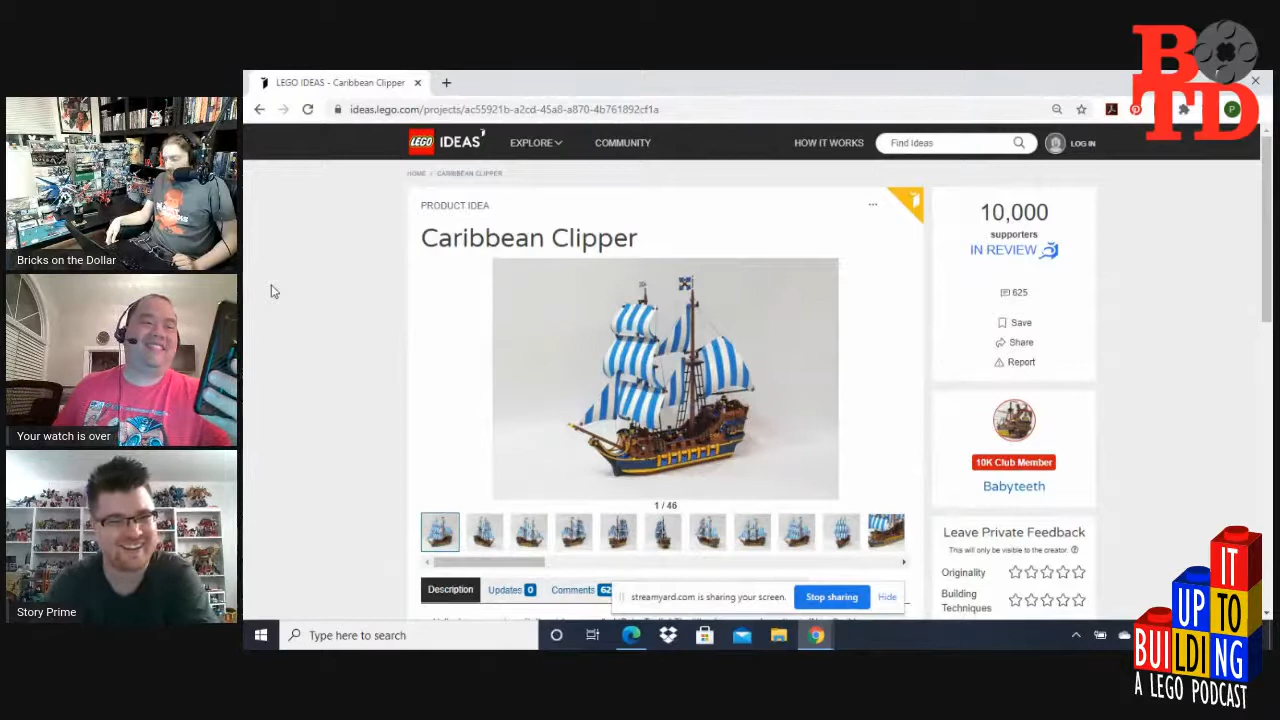 BOTD
LEGO IDEAS - Caribbean Clipper
ideas.lego.com/projects/ac55921b-a2cd-45a8-a870-4b761892cf1a
P
LEGO IDEAS
EXPLORE
COMMUNITY
HOW IT WORKS
Find Ideas
LOG IN
HOME / CARIBBEAN CLIPPER
PRODUCT IDEA
Caribbean Clipper
1 / 46
Description
Updates 0
Comments 62
10,000
supporters
IN REVIEW
625
Save
Share
Report
10K Club Member
Babyteeth
Leave Private Feedback
This will only be visible to the creator.
Originality
Building
Techniques
streamyard.com is sharing your screen.
Stop sharing
Hide
Type here to search
Bricks on the Dollar
Your watch is over
Story Prime
IT
UP TO
BUILDING
A LEGO PODCAST